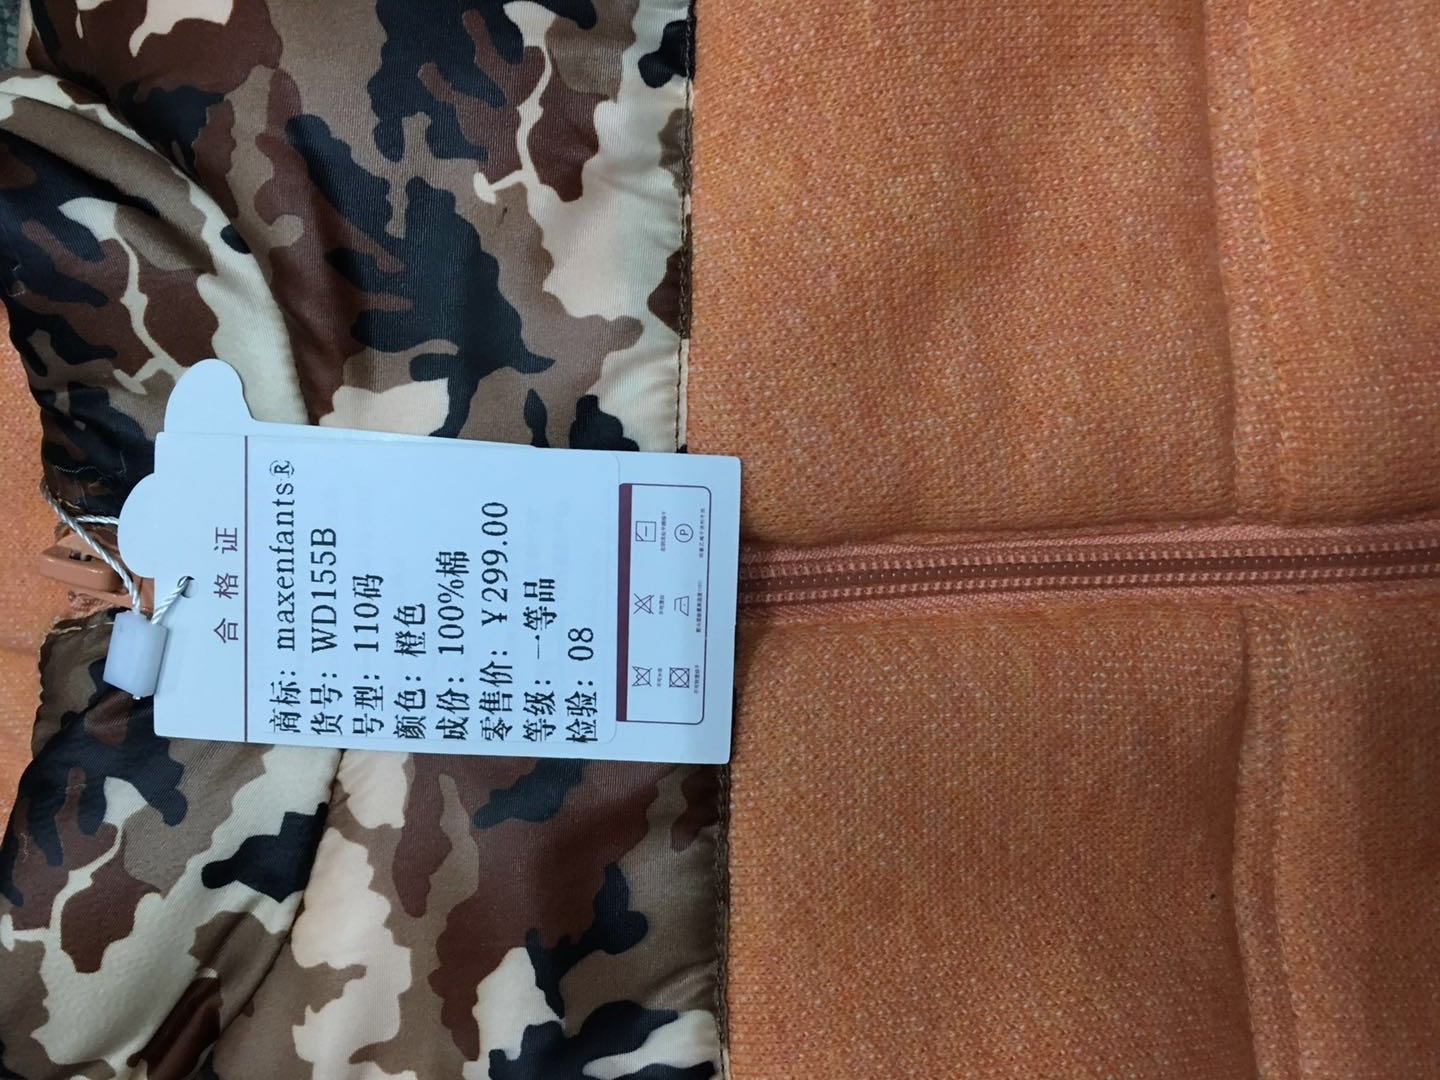 合格证
商标：maxenfants®
货号：WD155B
号型：110码
颜色：橙色
成份：100%棉
零售价：￥299.00
等级：一等品
检验：08
P